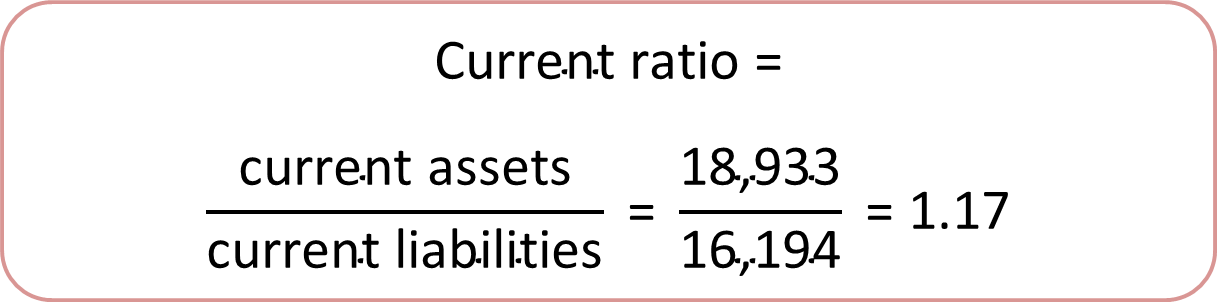 Current ratio =
current assets / current liabilities = 18,933 / 16,194 = 1.17